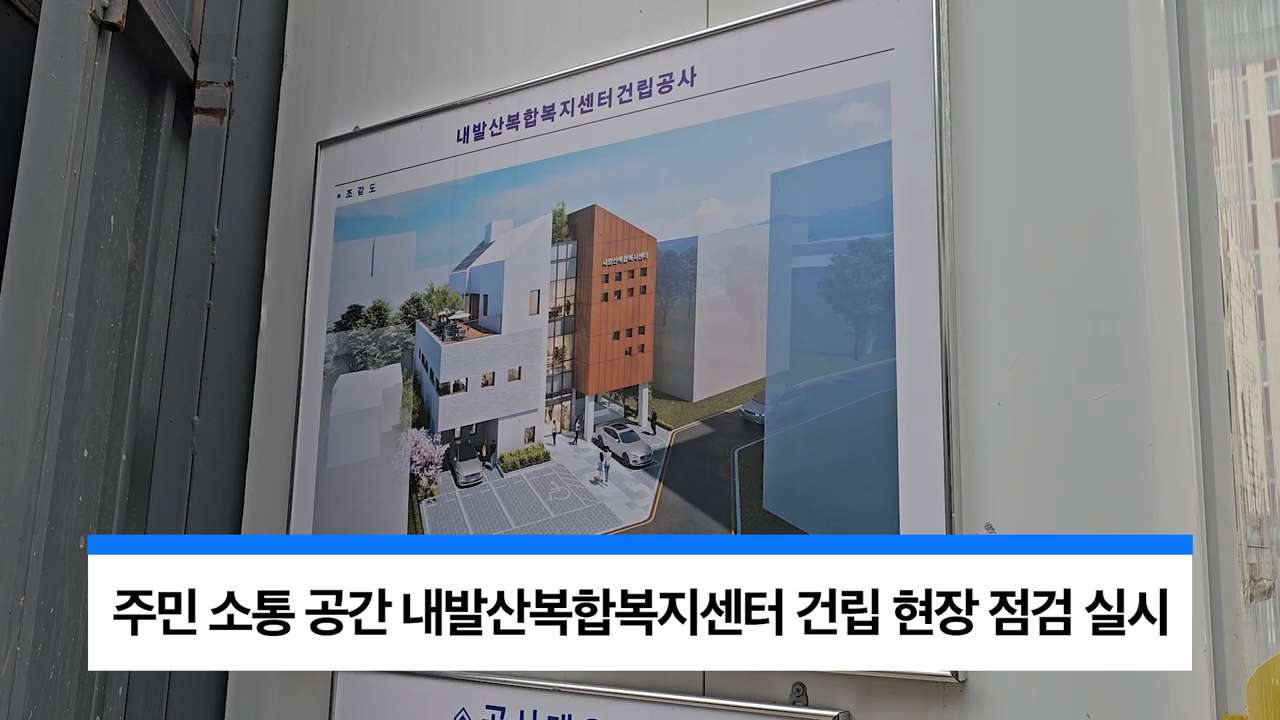 내발산복합복지센터건립공사
조감도
내발산복합복지센터
주민 소통 공간 내발산복합복지센터 건립 현장 점검 실시